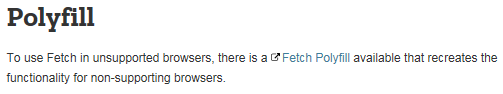 Polyfill
To use Fetch in unsupported browsers, there is a Fetch Polyfill available that recreates the
functionality for non-supporting browsers.